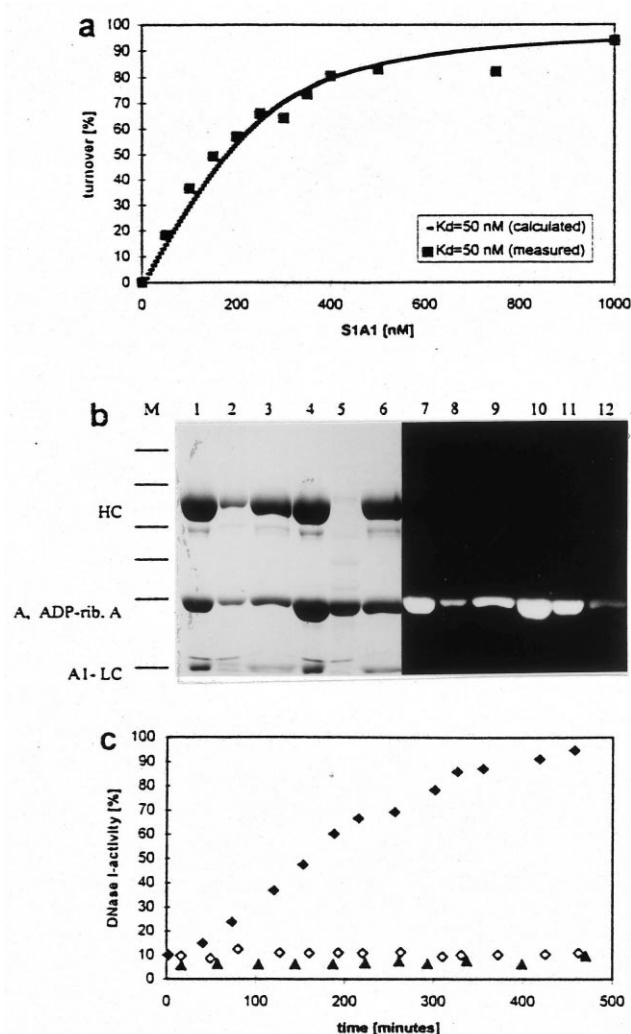 a
100
90
80
70
60
50
40
30
20
10
0
turnover [%]
Kd=50 nM (calculated)
Kd=50 nM (measured)
0 200 400 600 800 1000
S1A1 [nM]
b
M 1 2 3 4 5 6 7 8 9 10 11 12
HC
A, ADP-rib. A
A1-LC
c
100
90
80
70
60
50
40
30
20
10
0
DNase I-activity [%]
0 100 200 300 400 500
time [minutes]